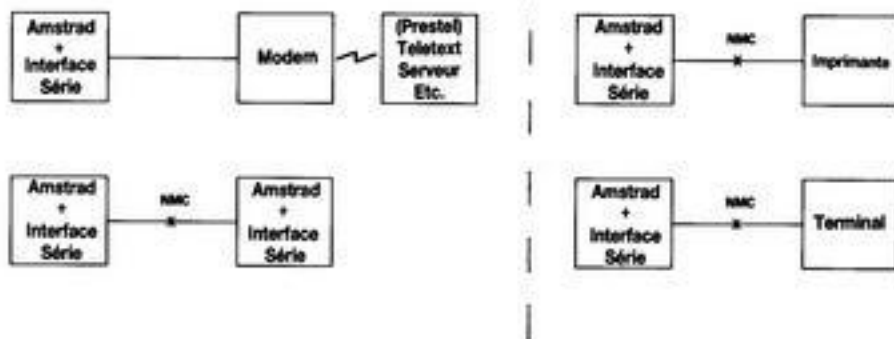 Amstrad
+
Interface
Série
Modem
(Prestel)
Teletext
Serveur
Etc.
Amstrad
+
Interface
Série
NMC
Amstrad
+
Interface
Série
Amstrad
+
Interface
Série
NMC
Imprimante
Amstrad
+
Interface
Série
NMC
Terminal